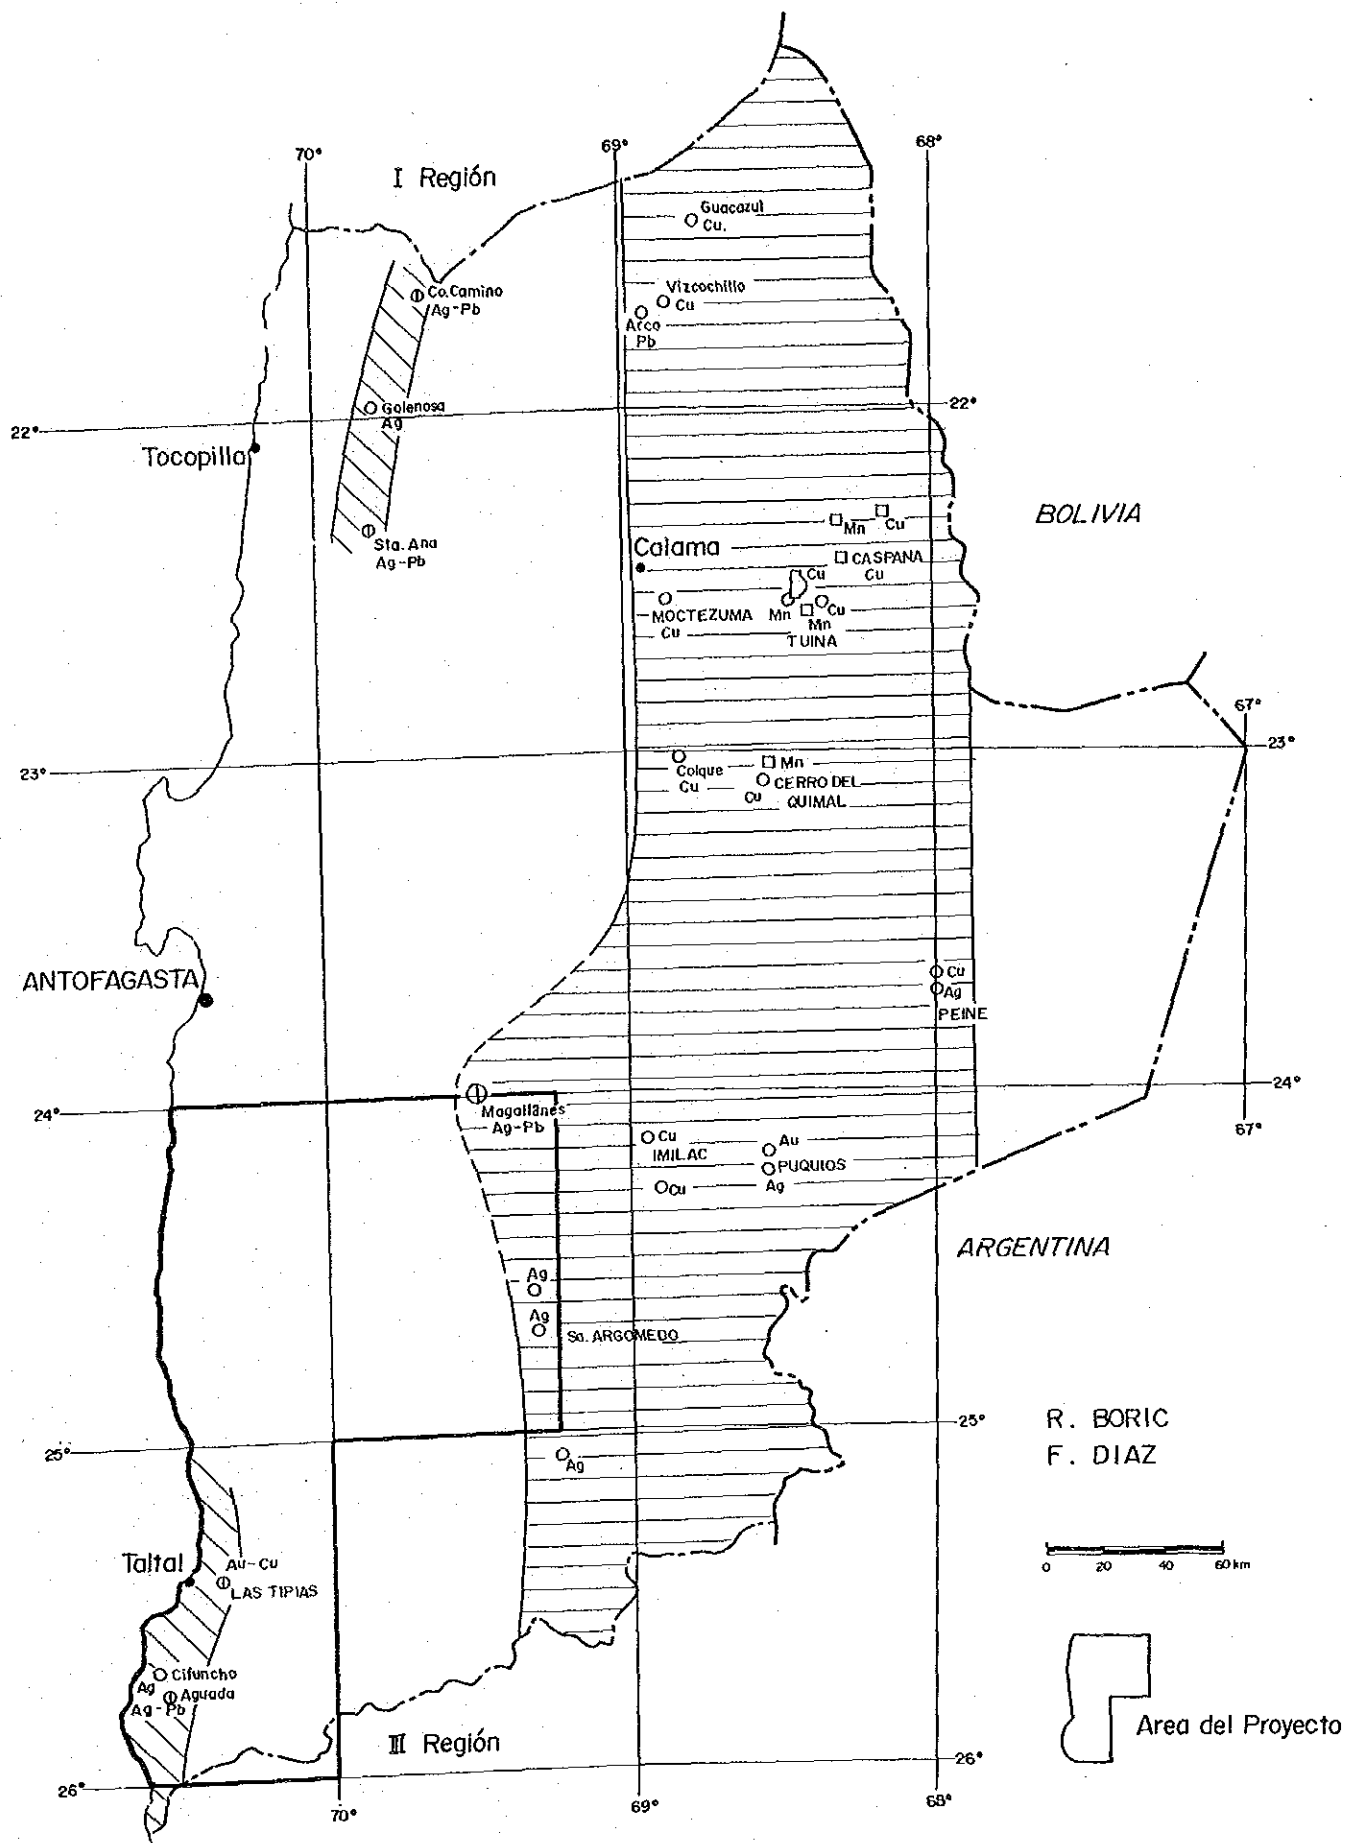 70°
69°
68°
I Región
Guacazul
Cu.
Vizcochillo
Cu
Arca
Pb
Co. Camino
Ag-Pb
Galenosa
Ag
22°
22°
Tocopilla
Sta. Ana
Ag-Pb
BOLIVIA
Mn
Cu
Calama
CASPANA
Cu
Cu
MOCTEZUMA
Cu
Mn
Cu
Mn
TUINA
67°
23°
23°
Colque
Cu
Mn
CERRO DEL
QUIMAL
Cu
ANTOFAGASTA
Cu
Ag
PEINE
24°
24°
Magallanes
Ag-Pb
Cu
IMILAC
Cu
Au
PUQUIOS
Ag
67°
ARGENTINA
Ag
Ag
Sa. ARGOMEDO
25°
25°
R. BORIC
F. DIAZ
Ag
0 20 40 60 km
Taltal
Au-Cu
LAS TIPIAS
Cifuncho
Ag
Aguada
Ag-Pb
III Región
Area del Proyecto
26°
26°
70°
69°
68°